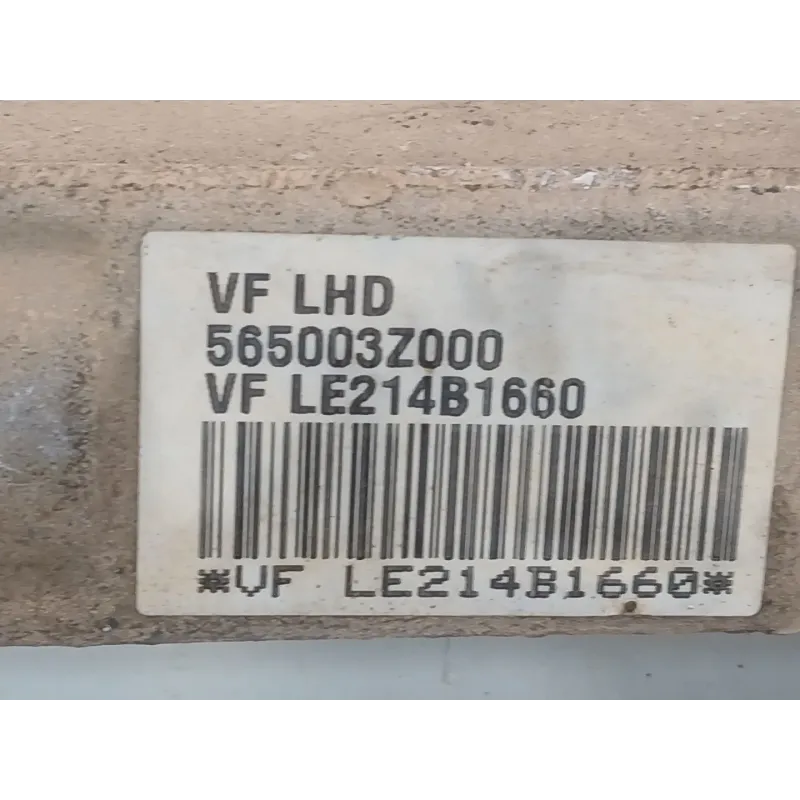 VF LHD
565003Z000
VF LE214B1660
*VF LE214B1660*